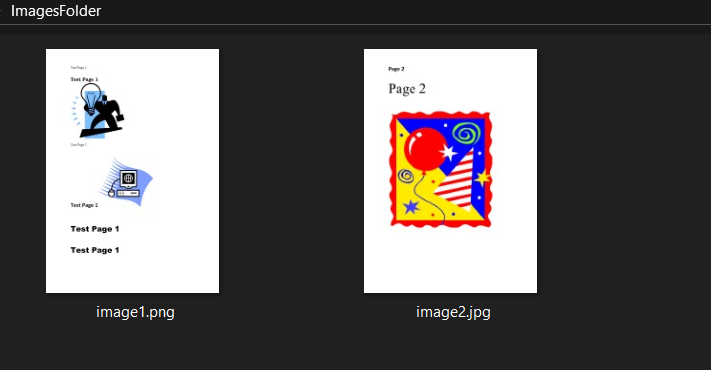 ImagesFolder
Test Page 1
Test Page 1
Test Page 1
Test Page 1
Test Page 1
Test Page 1
Page 2
Page 2
image1.png
image2.jpg